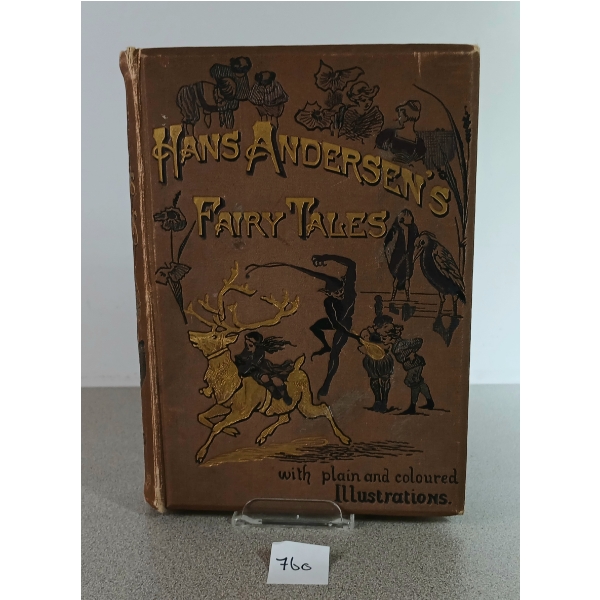 HANS ANDERSEN'S
FAIRY TALES
with plain and coloured
ILLUSTRATIONS.
760